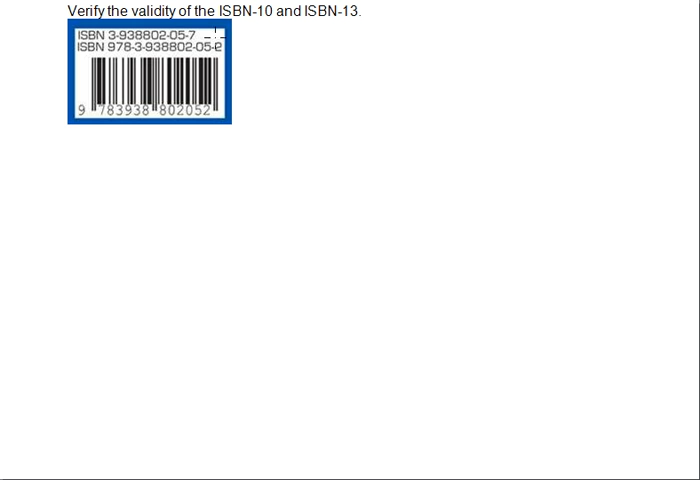 Verify the validity of the ISBN-10 and ISBN-13.
ISBN 3-938802-05-7
ISBN 978-3-938802-05-2
9 783938 802052